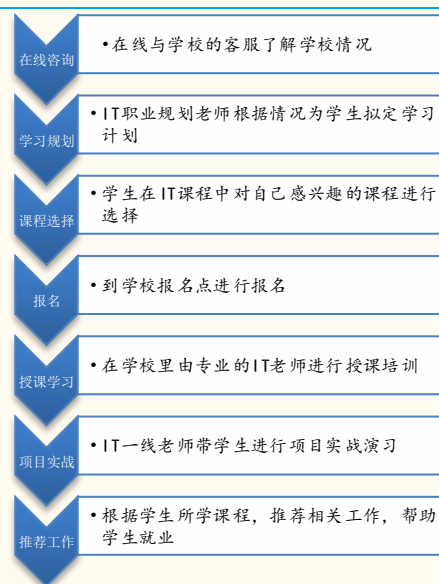 在线咨询
•在线与学校的客服了解学校情况
学习规划
•IT职业规划老师根据情况为学生拟定学习
计划
课程选择
•学生在IT课程中对自己感兴趣的课程进行
选择
报名
•到学校报名点进行报名
授课学习
•在学校里由专业的IT老师进行授课培训
项目实战
•IT一线老师带学生进行项目实战演习
推荐工作
•根据学生所学课程，推荐相关工作，帮助
学生就业